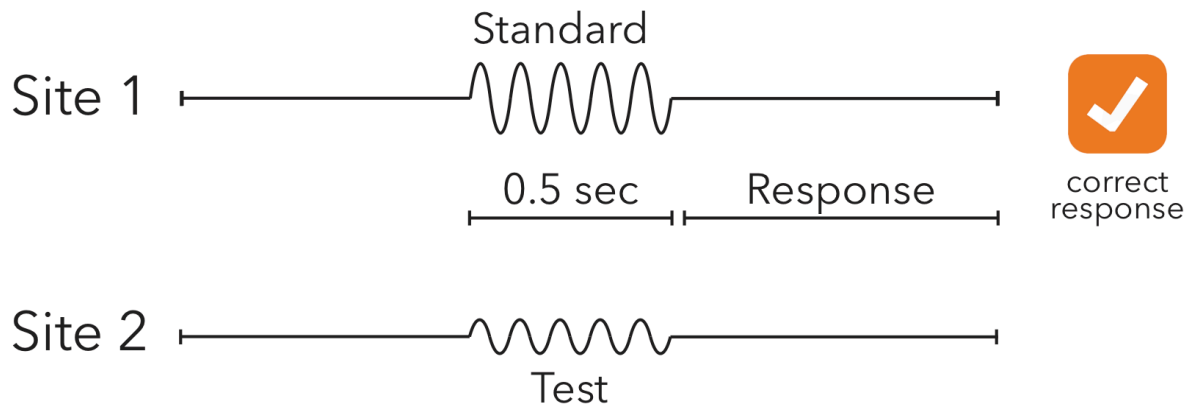 Standard
Site 1
0.5 sec
Response
correct
response
Site 2
Test